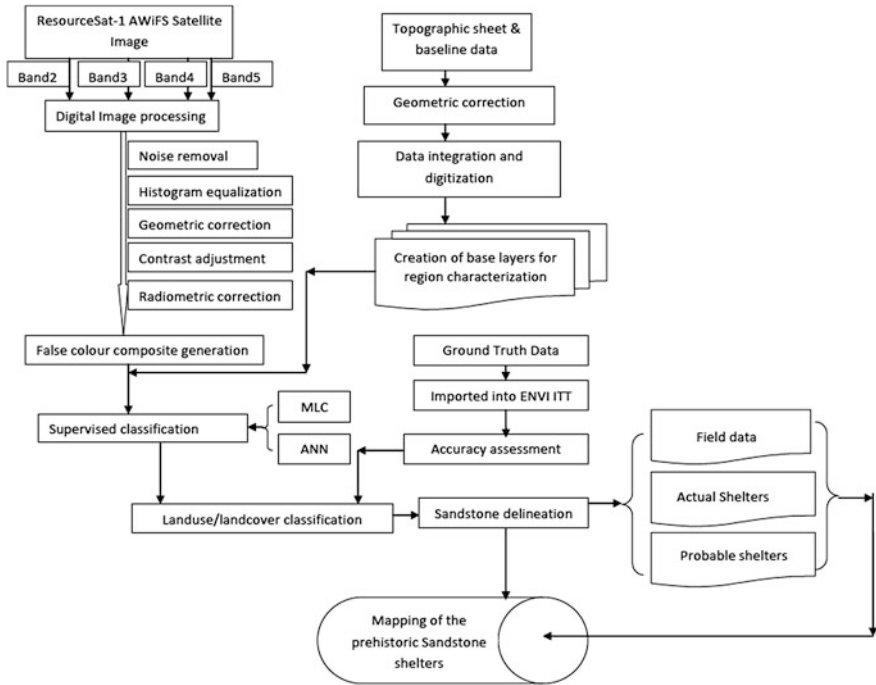 ResourceSat-1 AWiFS Satellite
Image
Band2
Band3
Band4
Band5
Digital Image processing
Noise removal
Histogram equalization
Geometric correction
Contrast adjustment
Radiometric correction
False colour composite generation
Topographic sheet &
baseline data
Geometric correction
Data integration and
digitization
Creation of base layers for
region characterization
Ground Truth Data
Imported into ENVI ITT
Accuracy assessment
Supervised classification
MLC
ANN
Landuse/landcover classification
Sandstone delineation
Field data
Actual Shelters
Probable shelters
Mapping of the
prehistoric Sandstone
shelters